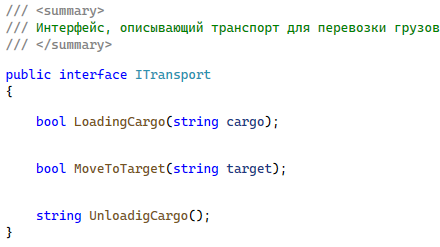 /// <summary>
/// Интерфейс, описывающий транспорт для перевозки грузов
/// </summary>
public interface ITransport
{
bool LoadingCargo(string cargo);
bool MoveToTarget(string target);
string UnloadigCargo();
}